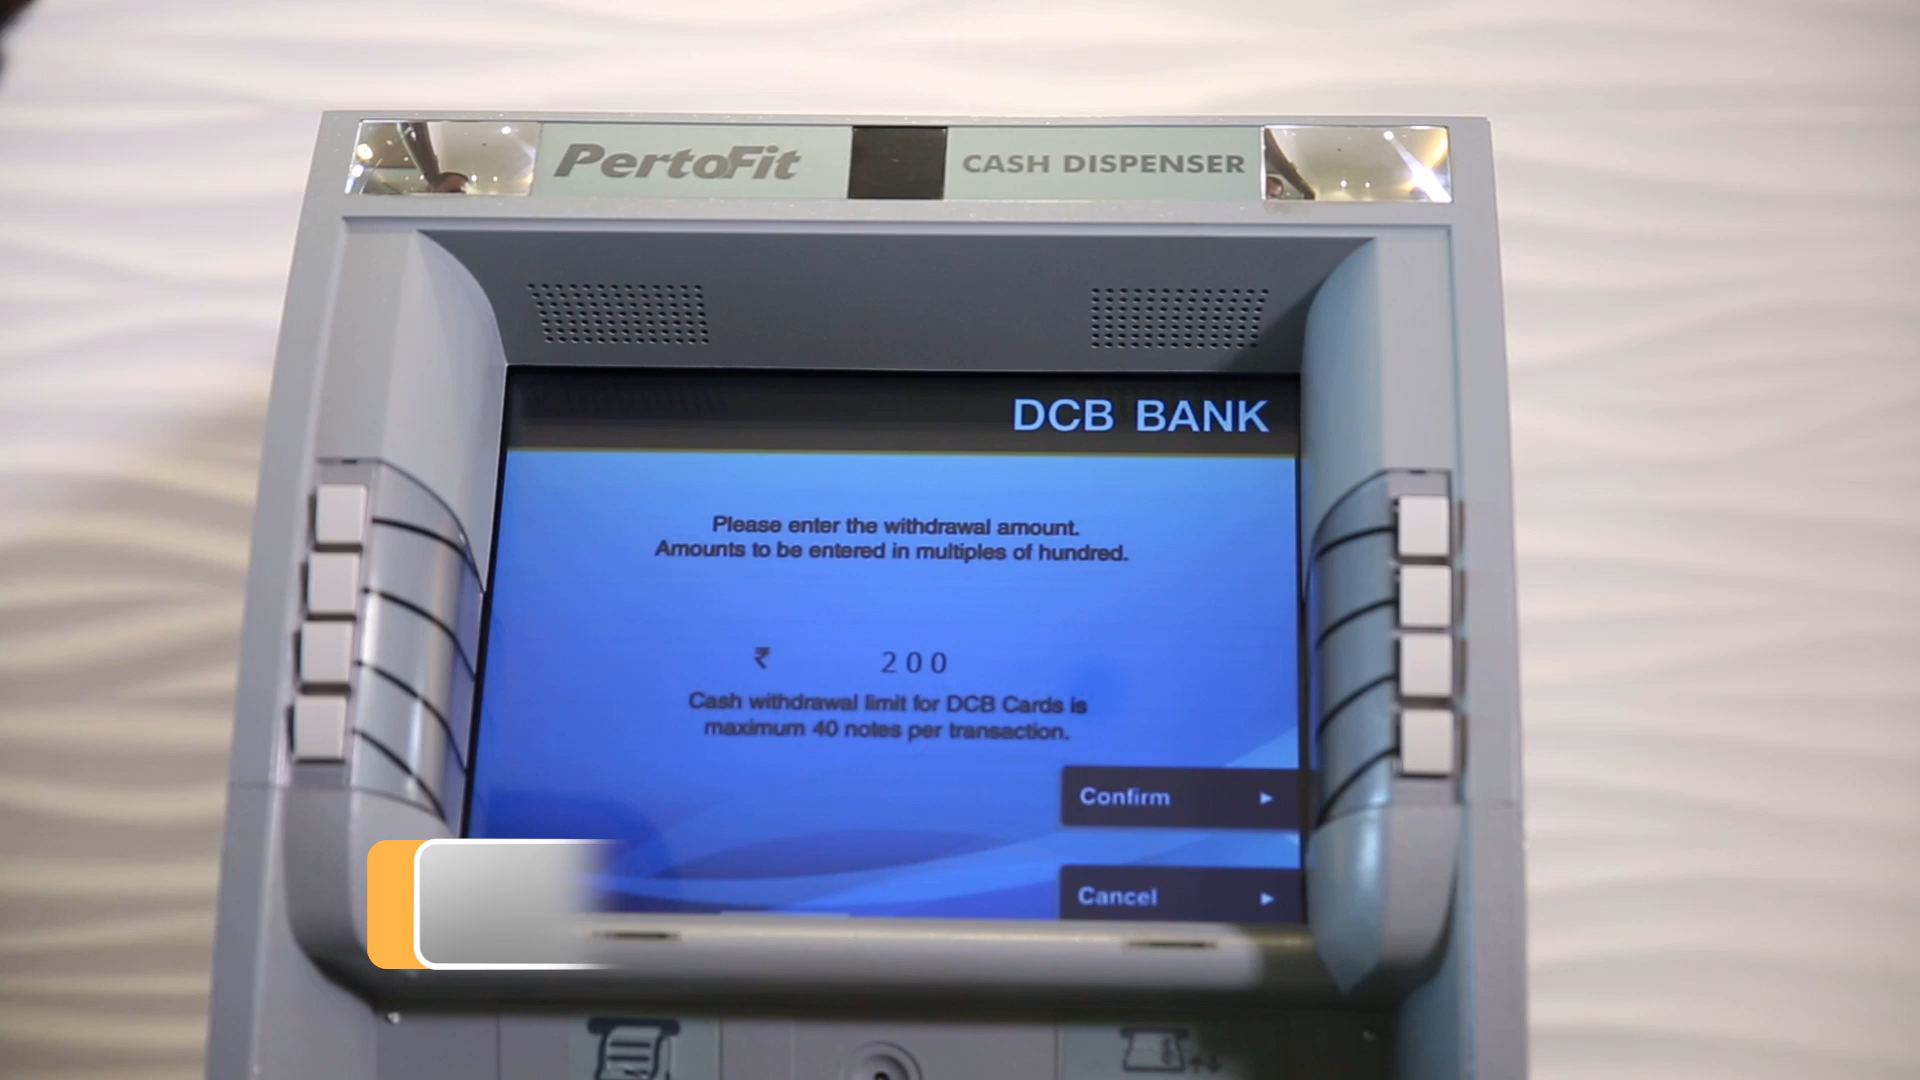 PertoFit
CASH DISPENSER
DCB BANK
Please enter the withdrawal amount.
Amounts to be entered in multiples of hundred.
₹ 200
Cash withdrawal limit for DCB Cards is
maximum 40 notes per transaction.
Confirm
Cancel